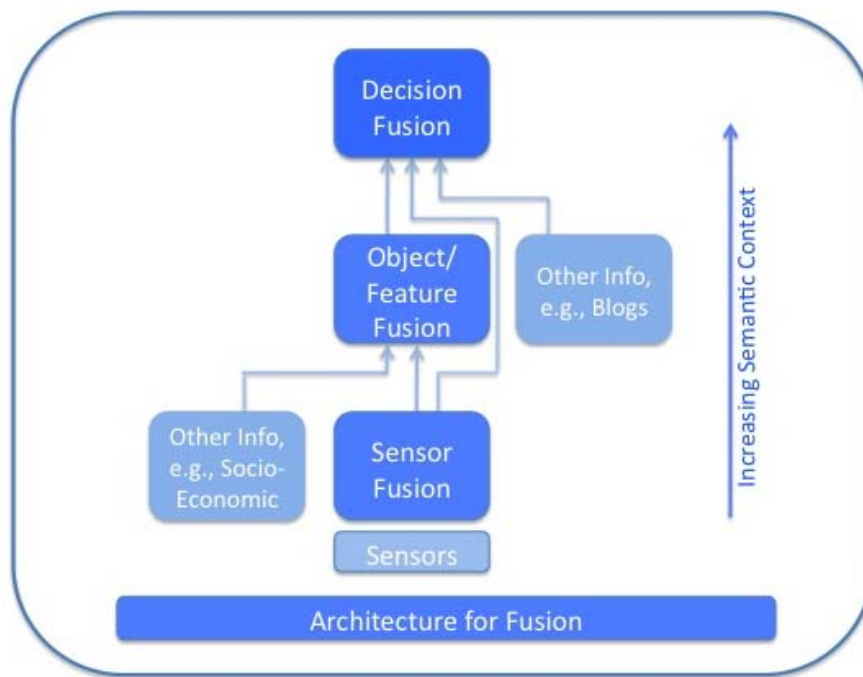 Decision
Fusion
Object/
Feature
Fusion
Other Info,
e.g., Blogs
Other Info,
e.g., Socio-
Economic
Sensor
Fusion
Sensors
Architecture for Fusion
Increasing Semantic Context